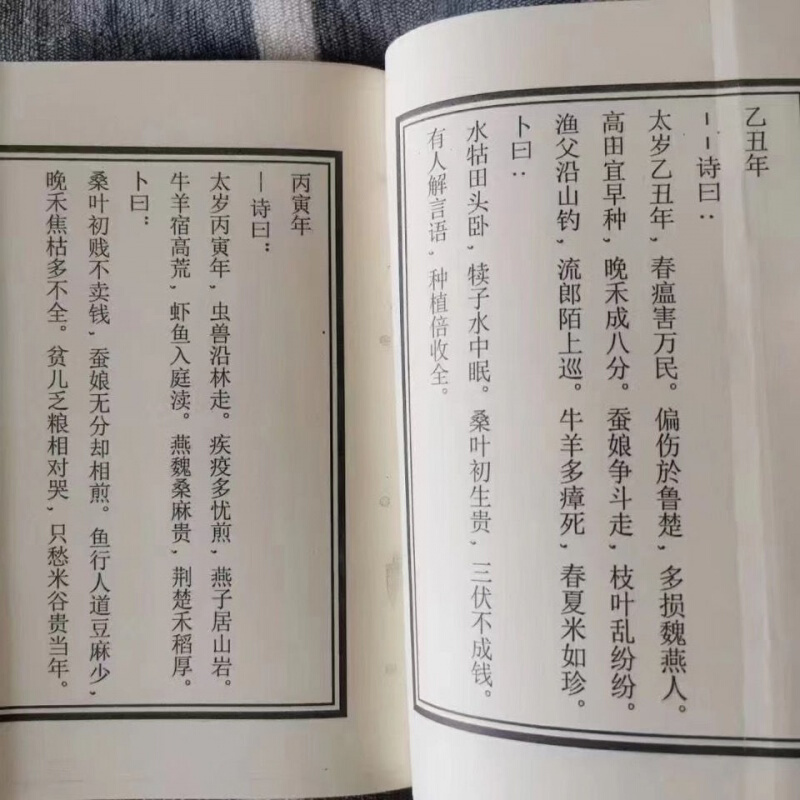 乙丑年
--诗曰:
太岁乙丑年，春瘟害万民。偏伤於鲁楚，多损魏燕人。
高田宜早种，晚禾成八分。蚕娘争斗走，枝叶乱纷纷。
渔父沿山钓，流郎陌上巡。牛羊多瘴死，春夏米如珍。
卜曰:
水牯田头卧，犊子水中眠。桑叶初生贵，三伏不成钱。
有人解言语，种植倍收全。
丙寅年
-诗曰:
太岁丙寅年，虫兽沿林走。疾疫多忧煎，燕子居山岩。
牛羊宿高荒，虾鱼入庭渎。燕魏桑麻贵，荆楚禾稻厚。
卜曰:
桑叶初贱不卖钱，蚕娘无分却相煎。鱼行人道豆麻少，
晚禾焦枯多不全。贫儿乏粮相对哭，只愁米谷贵当年。